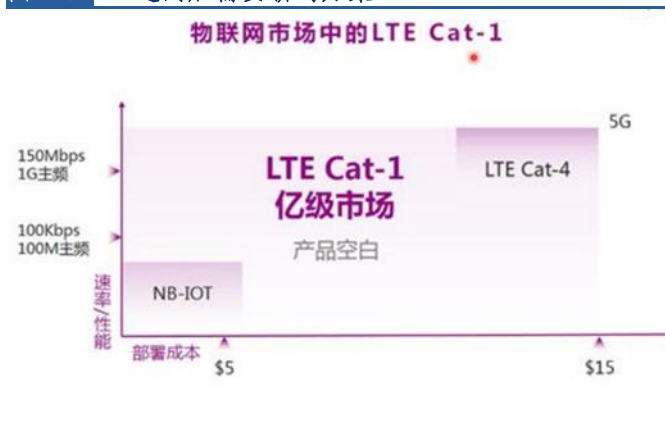 物联网市场中的LTE Cat-1
5G
150Mbps
1G主频
LTE Cat-1
亿级市场
LTE Cat-4
100Kbps
100M主频
产品空白
NB-IOT
速率/性能
部署成本
$5
$15